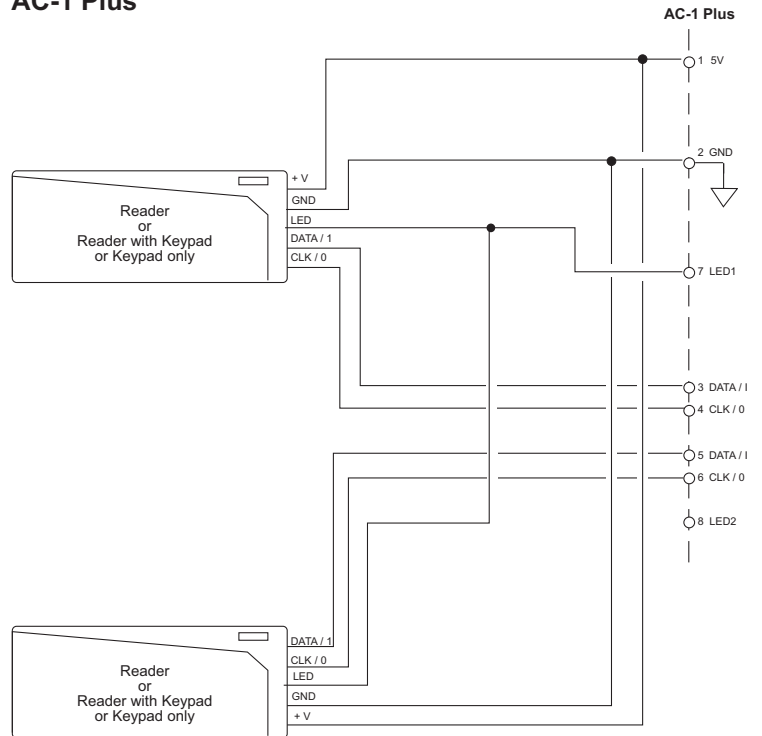 AC-1 Plus
AC-1 Plus
1 5V
2 GND
+ V
GND
LED
DATA / 1
CLK / 0
Reader
or
Reader with Keypad
or Keypad only
7 LED1
3 DATA / I
4 CLK / 0
5 DATA / I
6 CLK / 0
8 LED2
DATA / 1
CLK / 0
LED
GND
+ V
Reader
or
Reader with Keypad
or Keypad only